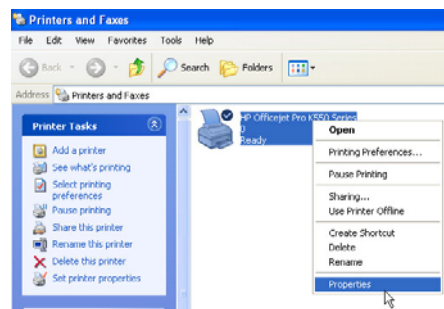 Printers and Faxes
File Edit View Favorites Tools Help
Back Search Folders
Address Printers and Faxes
Printer Tasks
Add a printer
See what's printing
Select printing
preferences
Pause printing
Share this printer
Rename this printer
Delete this printer
Set printer properties
HP Officejet Pro K550 Series
0
Ready
Open
Printing Preferences...
Pause Printing
Sharing...
Use Printer Offline
Create Shortcut
Delete
Rename
Properties